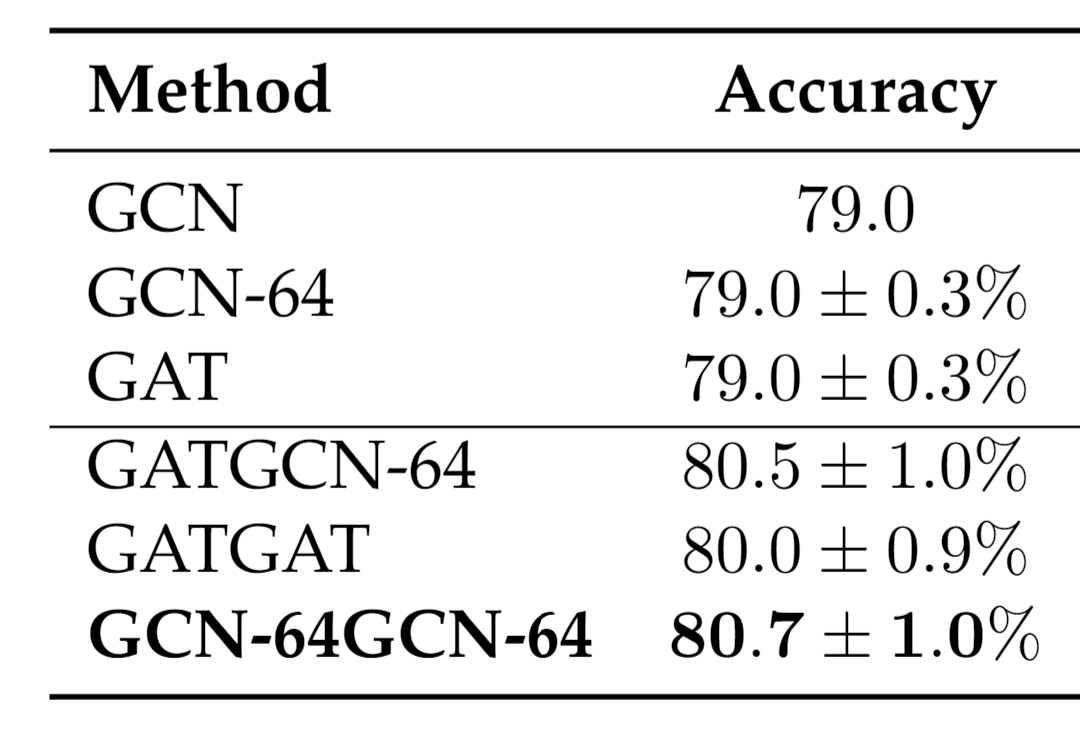 Method Accuracy
GCN 79.0
GCN-64 79.0 ± 0.3%
GAT 79.0 ± 0.3%
GATGCN-64 80.5 ± 1.0%
GATGAT 80.0 ± 0.9%
GCN-64GCN-64 80.7 ± 1.0%